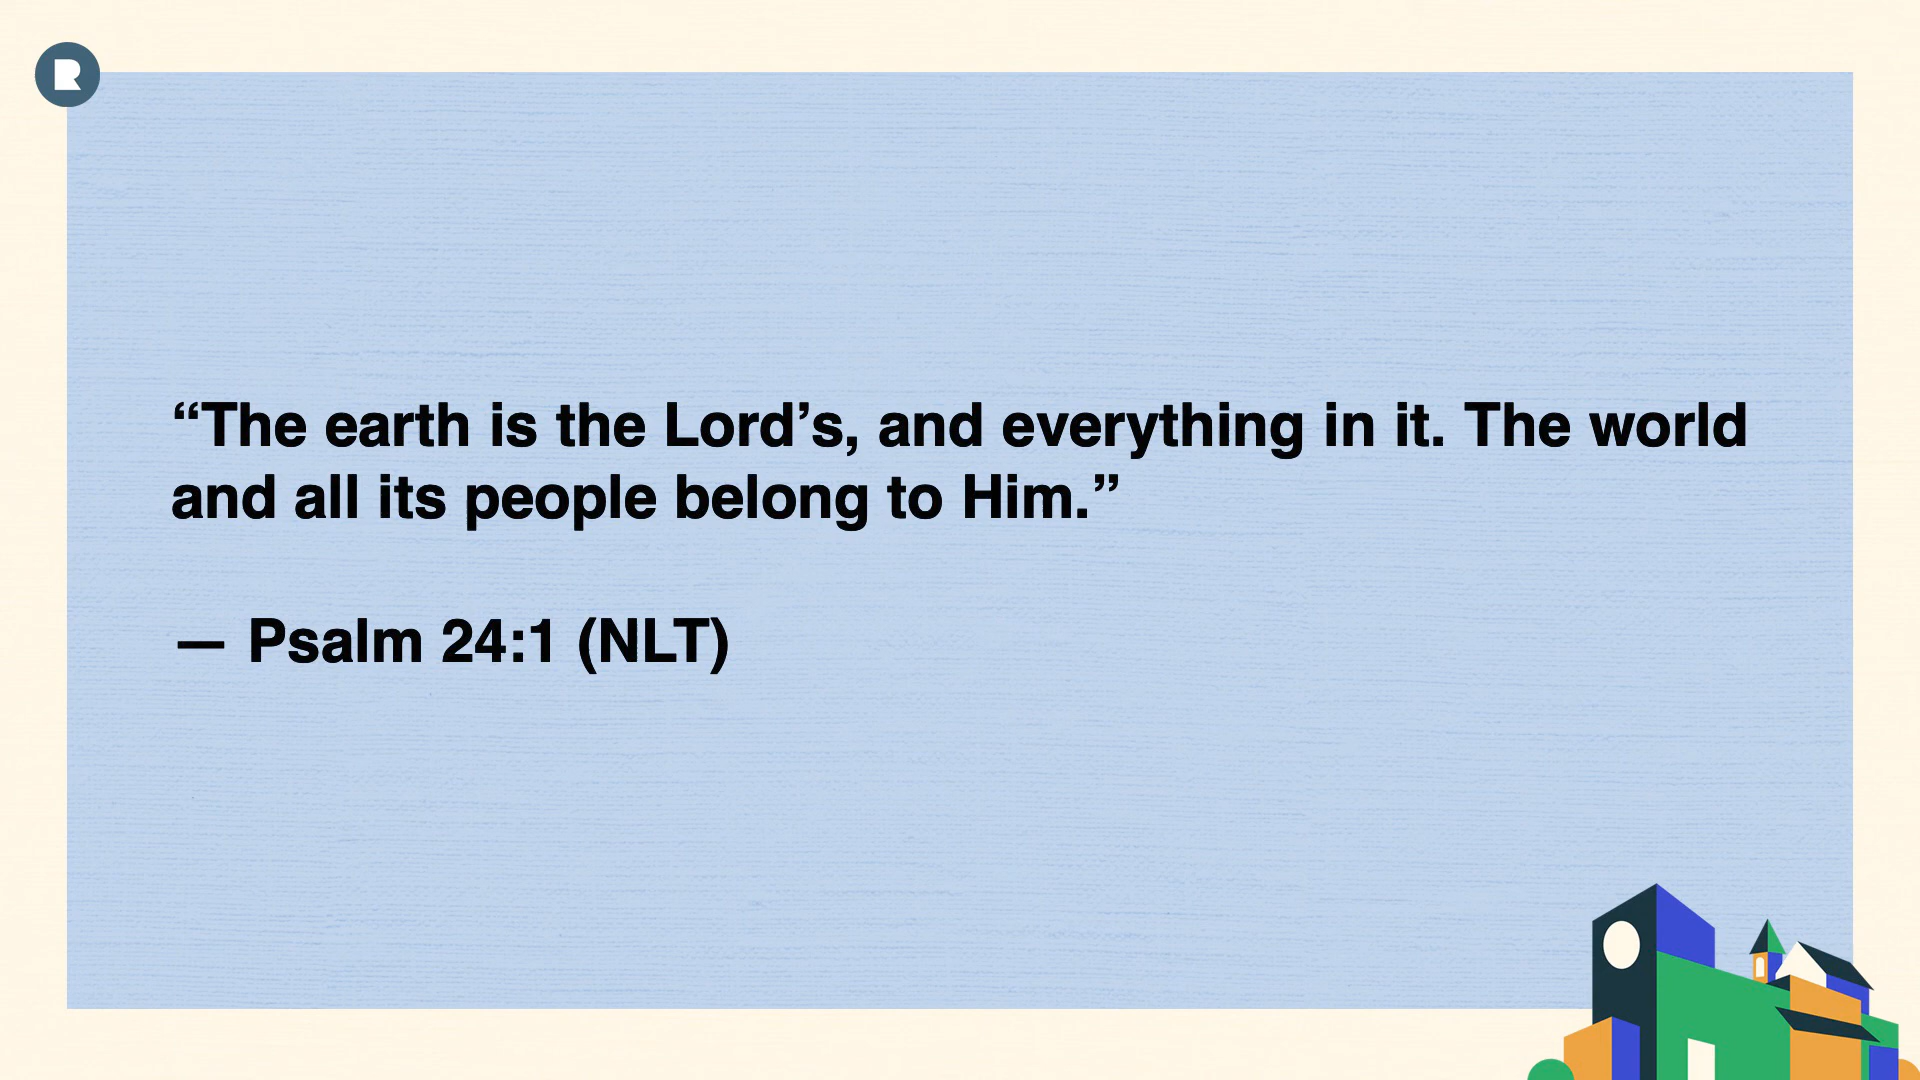 R
“The earth is the Lord’s, and everything in it. The world
and all its people belong to Him.”
— Psalm 24:1 (NLT)